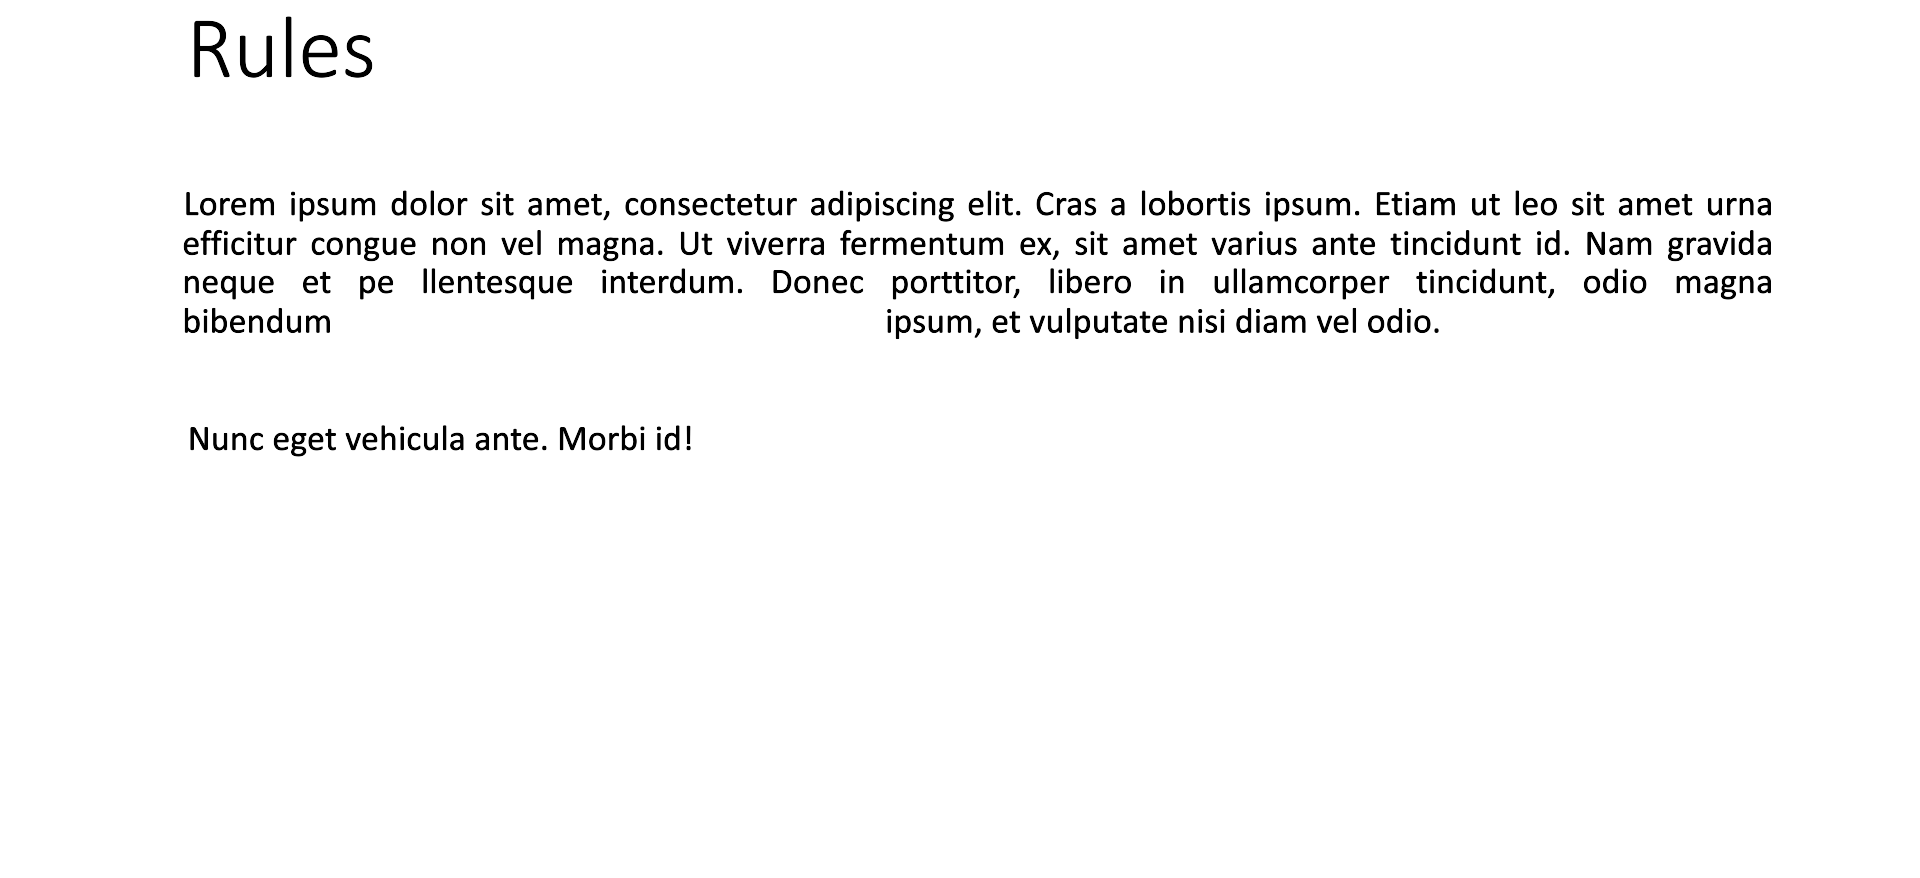 Rules
Lorem ipsum dolor sit amet, consectetur adipiscing elit. Cras a lobortis ipsum. Etiam ut leo sit amet urna
efficitur congue non vel magna. Ut viverra fermentum ex, sit amet varius ante tincidunt id. Nam gravida
neque et pe llentesque interdum. Donec porttitor, libero in ullamcorper tincidunt, odio magna
bibendum ipsum, et vulputate nisi diam vel odio.
Nunc eget vehicula ante. Morbi id!